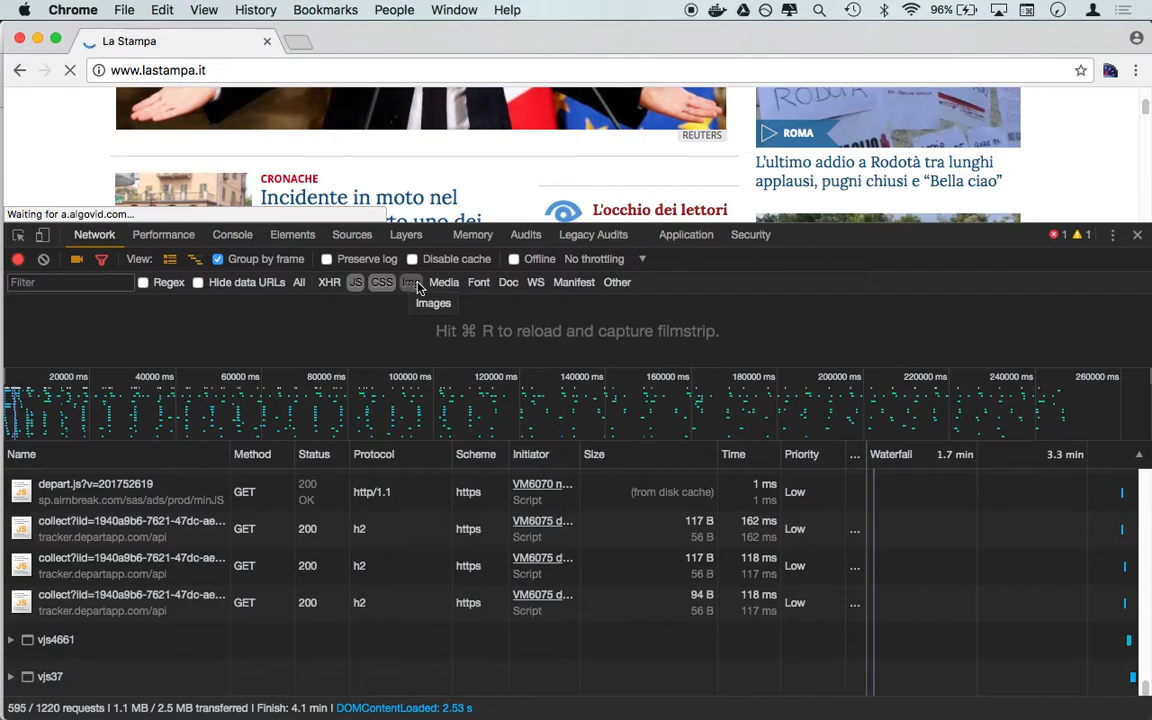 Chrome File Edit View History Bookmarks People Window Help 96%
La Stampa
www.lastampa.it
REUTERS
RODOTÀ
ROMA
L'ultimo addio a Rodotà tra lunghi
applausi, pugni chiusi e "Bella ciao"
CRONACHE
Incidente in moto nel
L'occhio dei lettori
Waiting for a.algovid.com...
Network Performance Console Elements Sources Layers Memory Audits Legacy Audits Application Security 1 1
View: Group by frame Preserve log Disable cache Offline No throttling
Filter Regex Hide data URLs All XHR JS CSS Media Font Doc WS Manifest Other
Images
Hit ⌘ R to reload and capture filmstrip.
20000 ms 40000 ms 60000 ms 80000 ms 100000 ms 120000 ms 140000 ms 160000 ms 180000 ms 200000 ms 220000 ms 240000 ms 260000 ms
Name Method Status Protocol Scheme Initiator Size Time Priority ... Waterfall 1.7 min 3.3 min
depart.js?v=201752619 GET 200 http/1.1 https VM6070 n... (from disk cache) 1 ms Low
sp.airnbreak.com/sas/ads/prod/minJS OK Script 1 ms
collect?iid=1940a9b6-7621-47dc-ae... GET 200 h2 https VM6075 d... 117 B 162 ms Low ...
tracker.departapp.com/api Script 56 B 162 ms
collect?iid=1940a9b6-7621-47dc-ae... GET 200 h2 https VM6075 d... 117 B 118 ms Low ...
tracker.departapp.com/api Script 56 B 117 ms
collect?iid=1940a9b6-7621-47dc-ae... GET 200 h2 https VM6075 d... 94 B 118 ms Low ...
tracker.departapp.com/api Script 56 B 117 ms
vjs4661
vjs37
595 / 1220 requests | 1.1 MB / 2.5 MB transferred | Finish: 4.1 min | DOMContentLoaded: 2.53 s